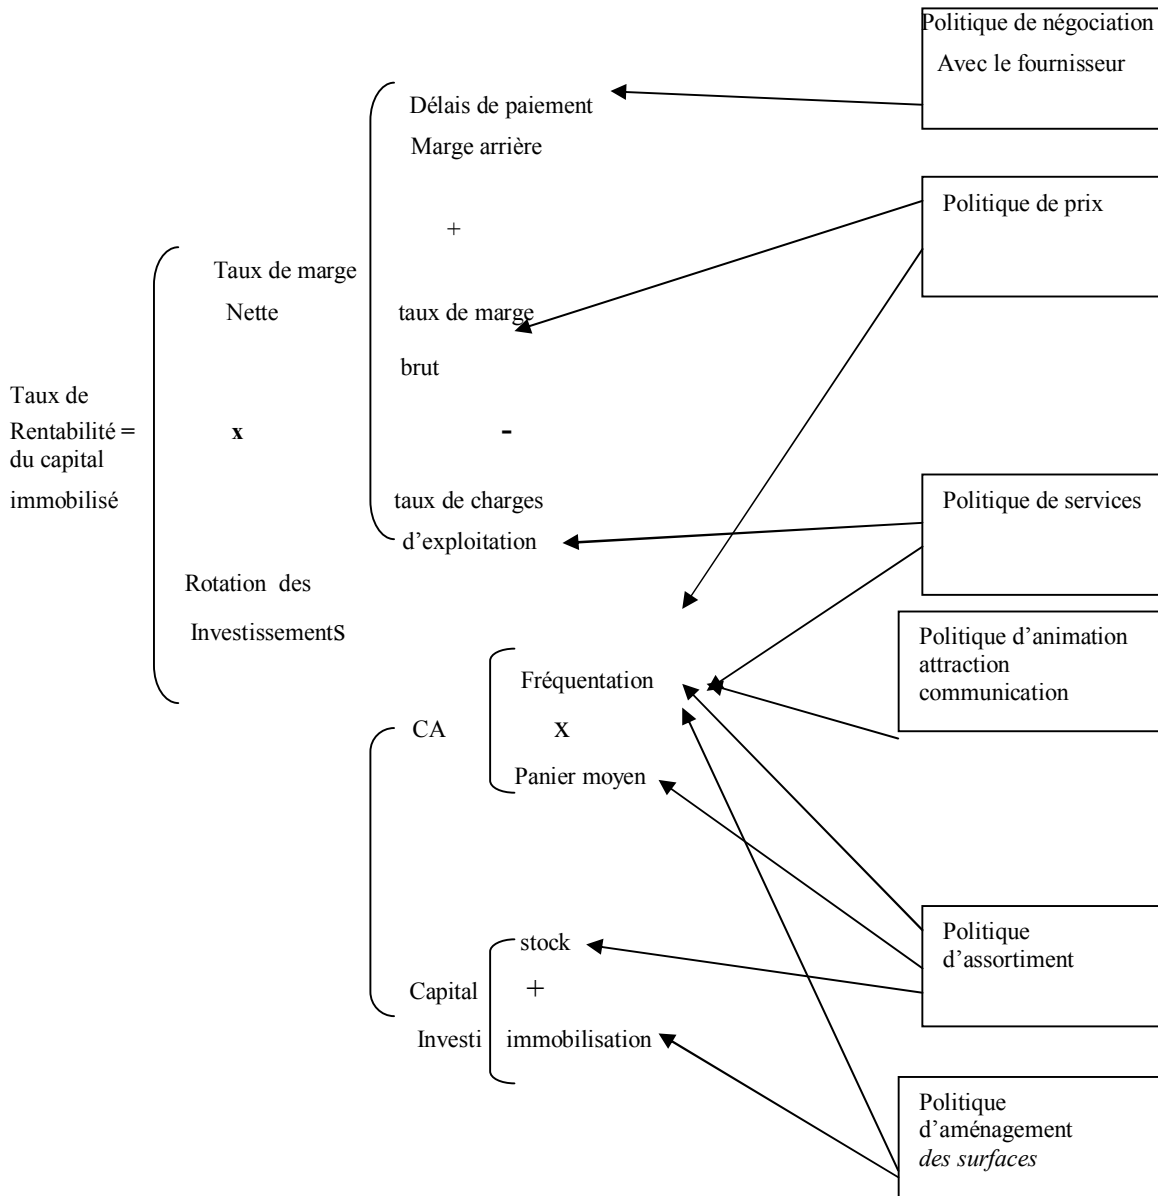 Politique de négociation
Avec le fournisseur
Délais de paiement
Marge arrière
+
Politique de prix
Taux de marge
Nette
taux de marge
brut
Taux de
Rentabilité =
du capital
immobilisé
x
-
taux de charges
d’exploitation
Politique de services
Rotation des
InvestissementS
Politique d’animation
attraction
communication
Fréquentation
CA
X
Panier moyen
Politique
d’assortiment
stock
Capital
+
Investi
immobilisation
Politique
d’aménagement
des surfaces